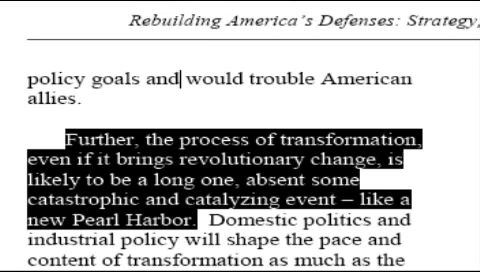 Rebuilding America's Defenses: Strategy,
policy goals and would trouble American
allies.
Further, the process of transformation,
even if it brings revolutionary change, is
likely to be a long one, absent some
catastrophic and catalyzing event – like a
new Pearl Harbor. Domestic politics and
industrial policy will shape the pace and
content of transformation as much as the